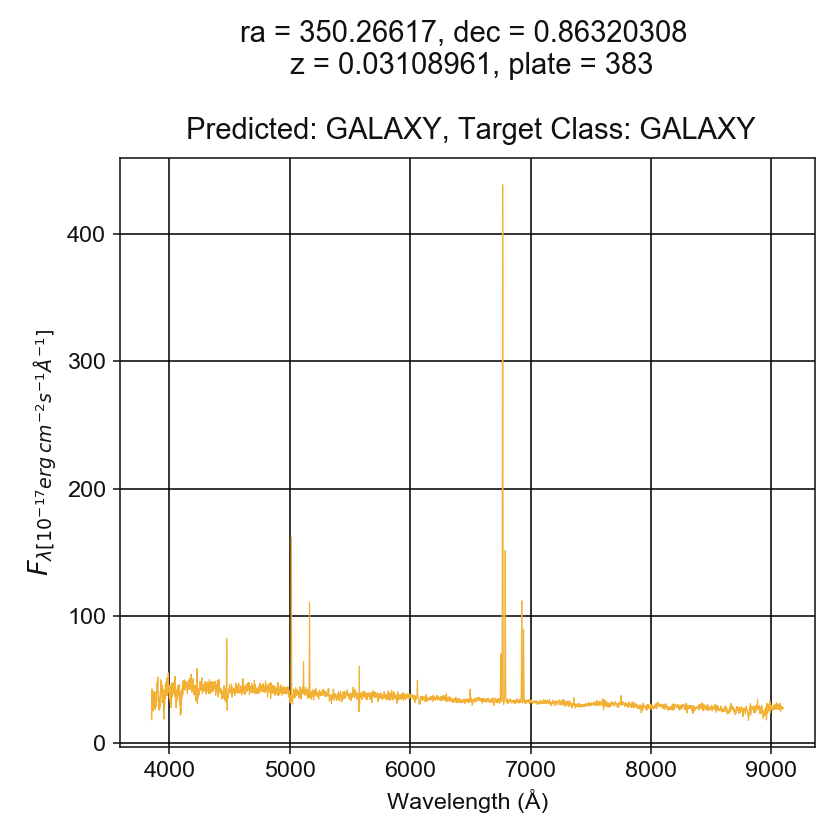 ra = 350.26617, dec = 0.86320308
z = 0.03108961, plate = 383
Predicted: GALAXY, Target Class: GALAXY
400
300
200
100
0
F_{λ[10^{−17} erg cm^{−2} s^{−1} Å^{−1}]}
4000 5000 6000 7000 8000 9000
Wavelength (Å)